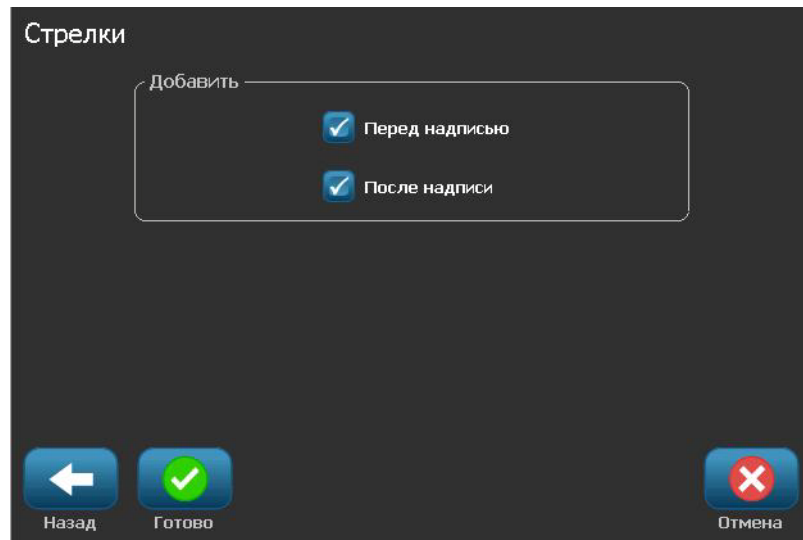 Стрелки
Добавить
Перед надписью
После надписи
Назад Готово Отмена